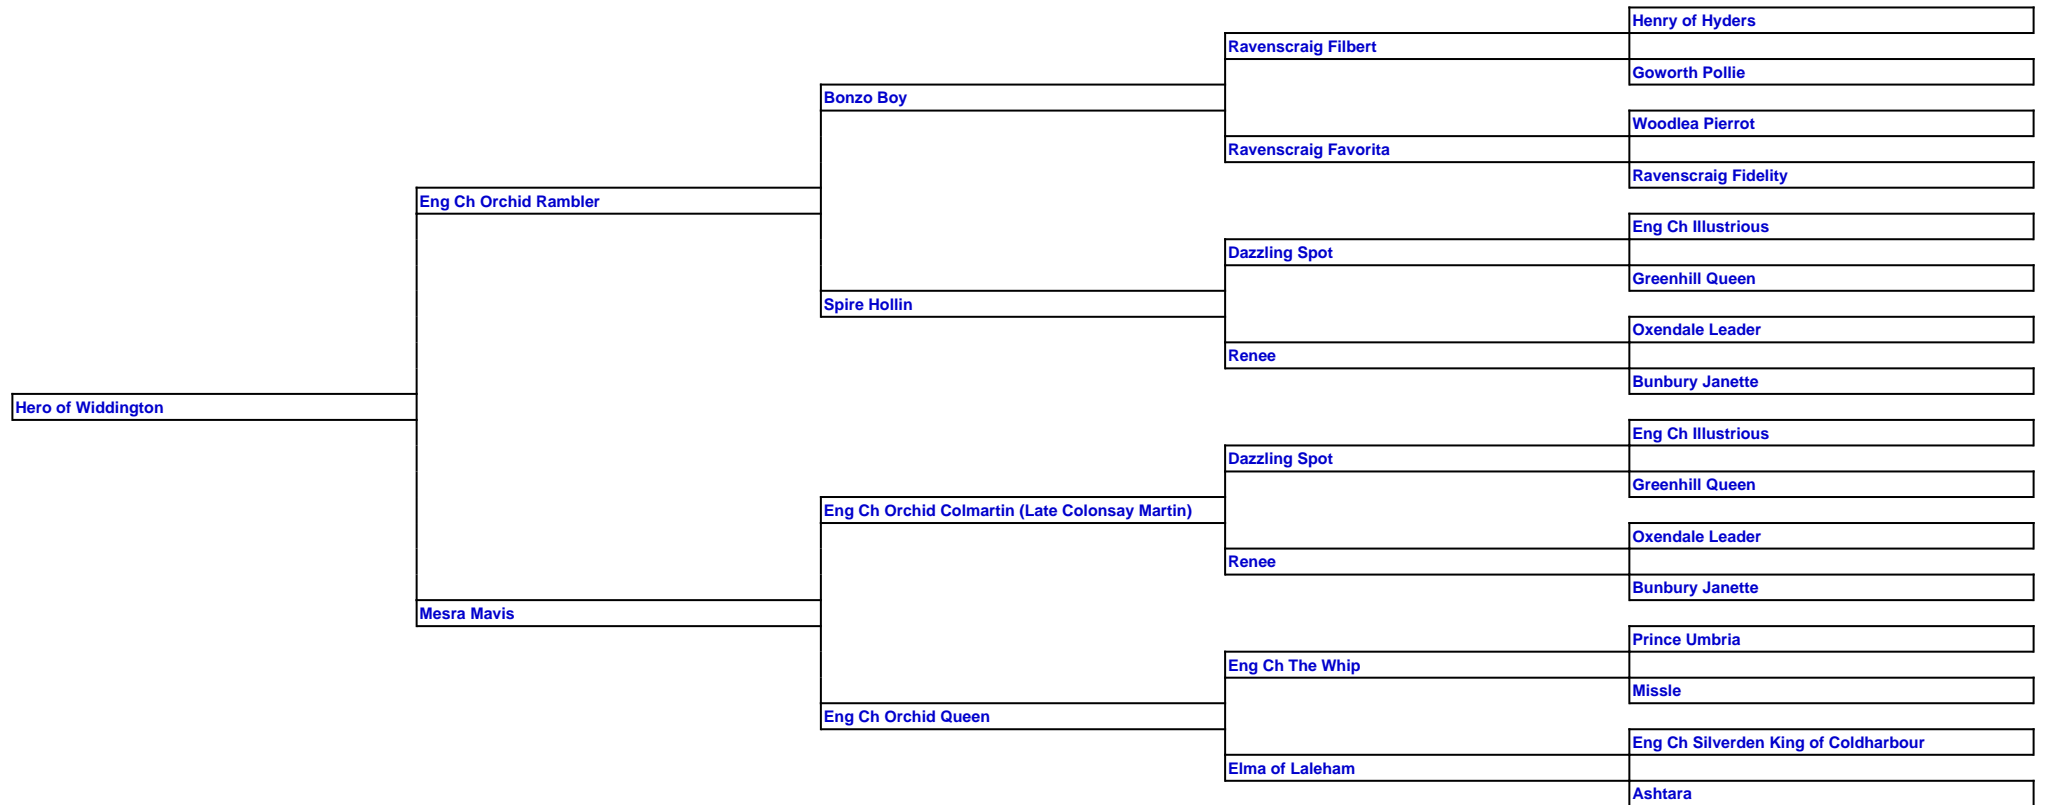 Henry of Hyders
Ravenscraig Filbert
Goworth Pollie
Bonzo Boy
Woodlea Pierrot
Ravenscraig Favorita
Ravenscraig Fidelity
Eng Ch Orchid Rambler
Eng Ch Illustrious
Dazzling Spot
Greenhill Queen
Spire Hollin
Oxendale Leader
Renee
Bunbury Janette
Hero of Widdington
Eng Ch Illustrious
Dazzling Spot
Greenhill Queen
Eng Ch Orchid Colmartin (Late Colonsay Martin)
Oxendale Leader
Renee
Bunbury Janette
Mesra Mavis
Prince Umbria
Eng Ch The Whip
Missle
Eng Ch Orchid Queen
Eng Ch Silverden King of Coldharbour
Elma of Laleham
Ashtara